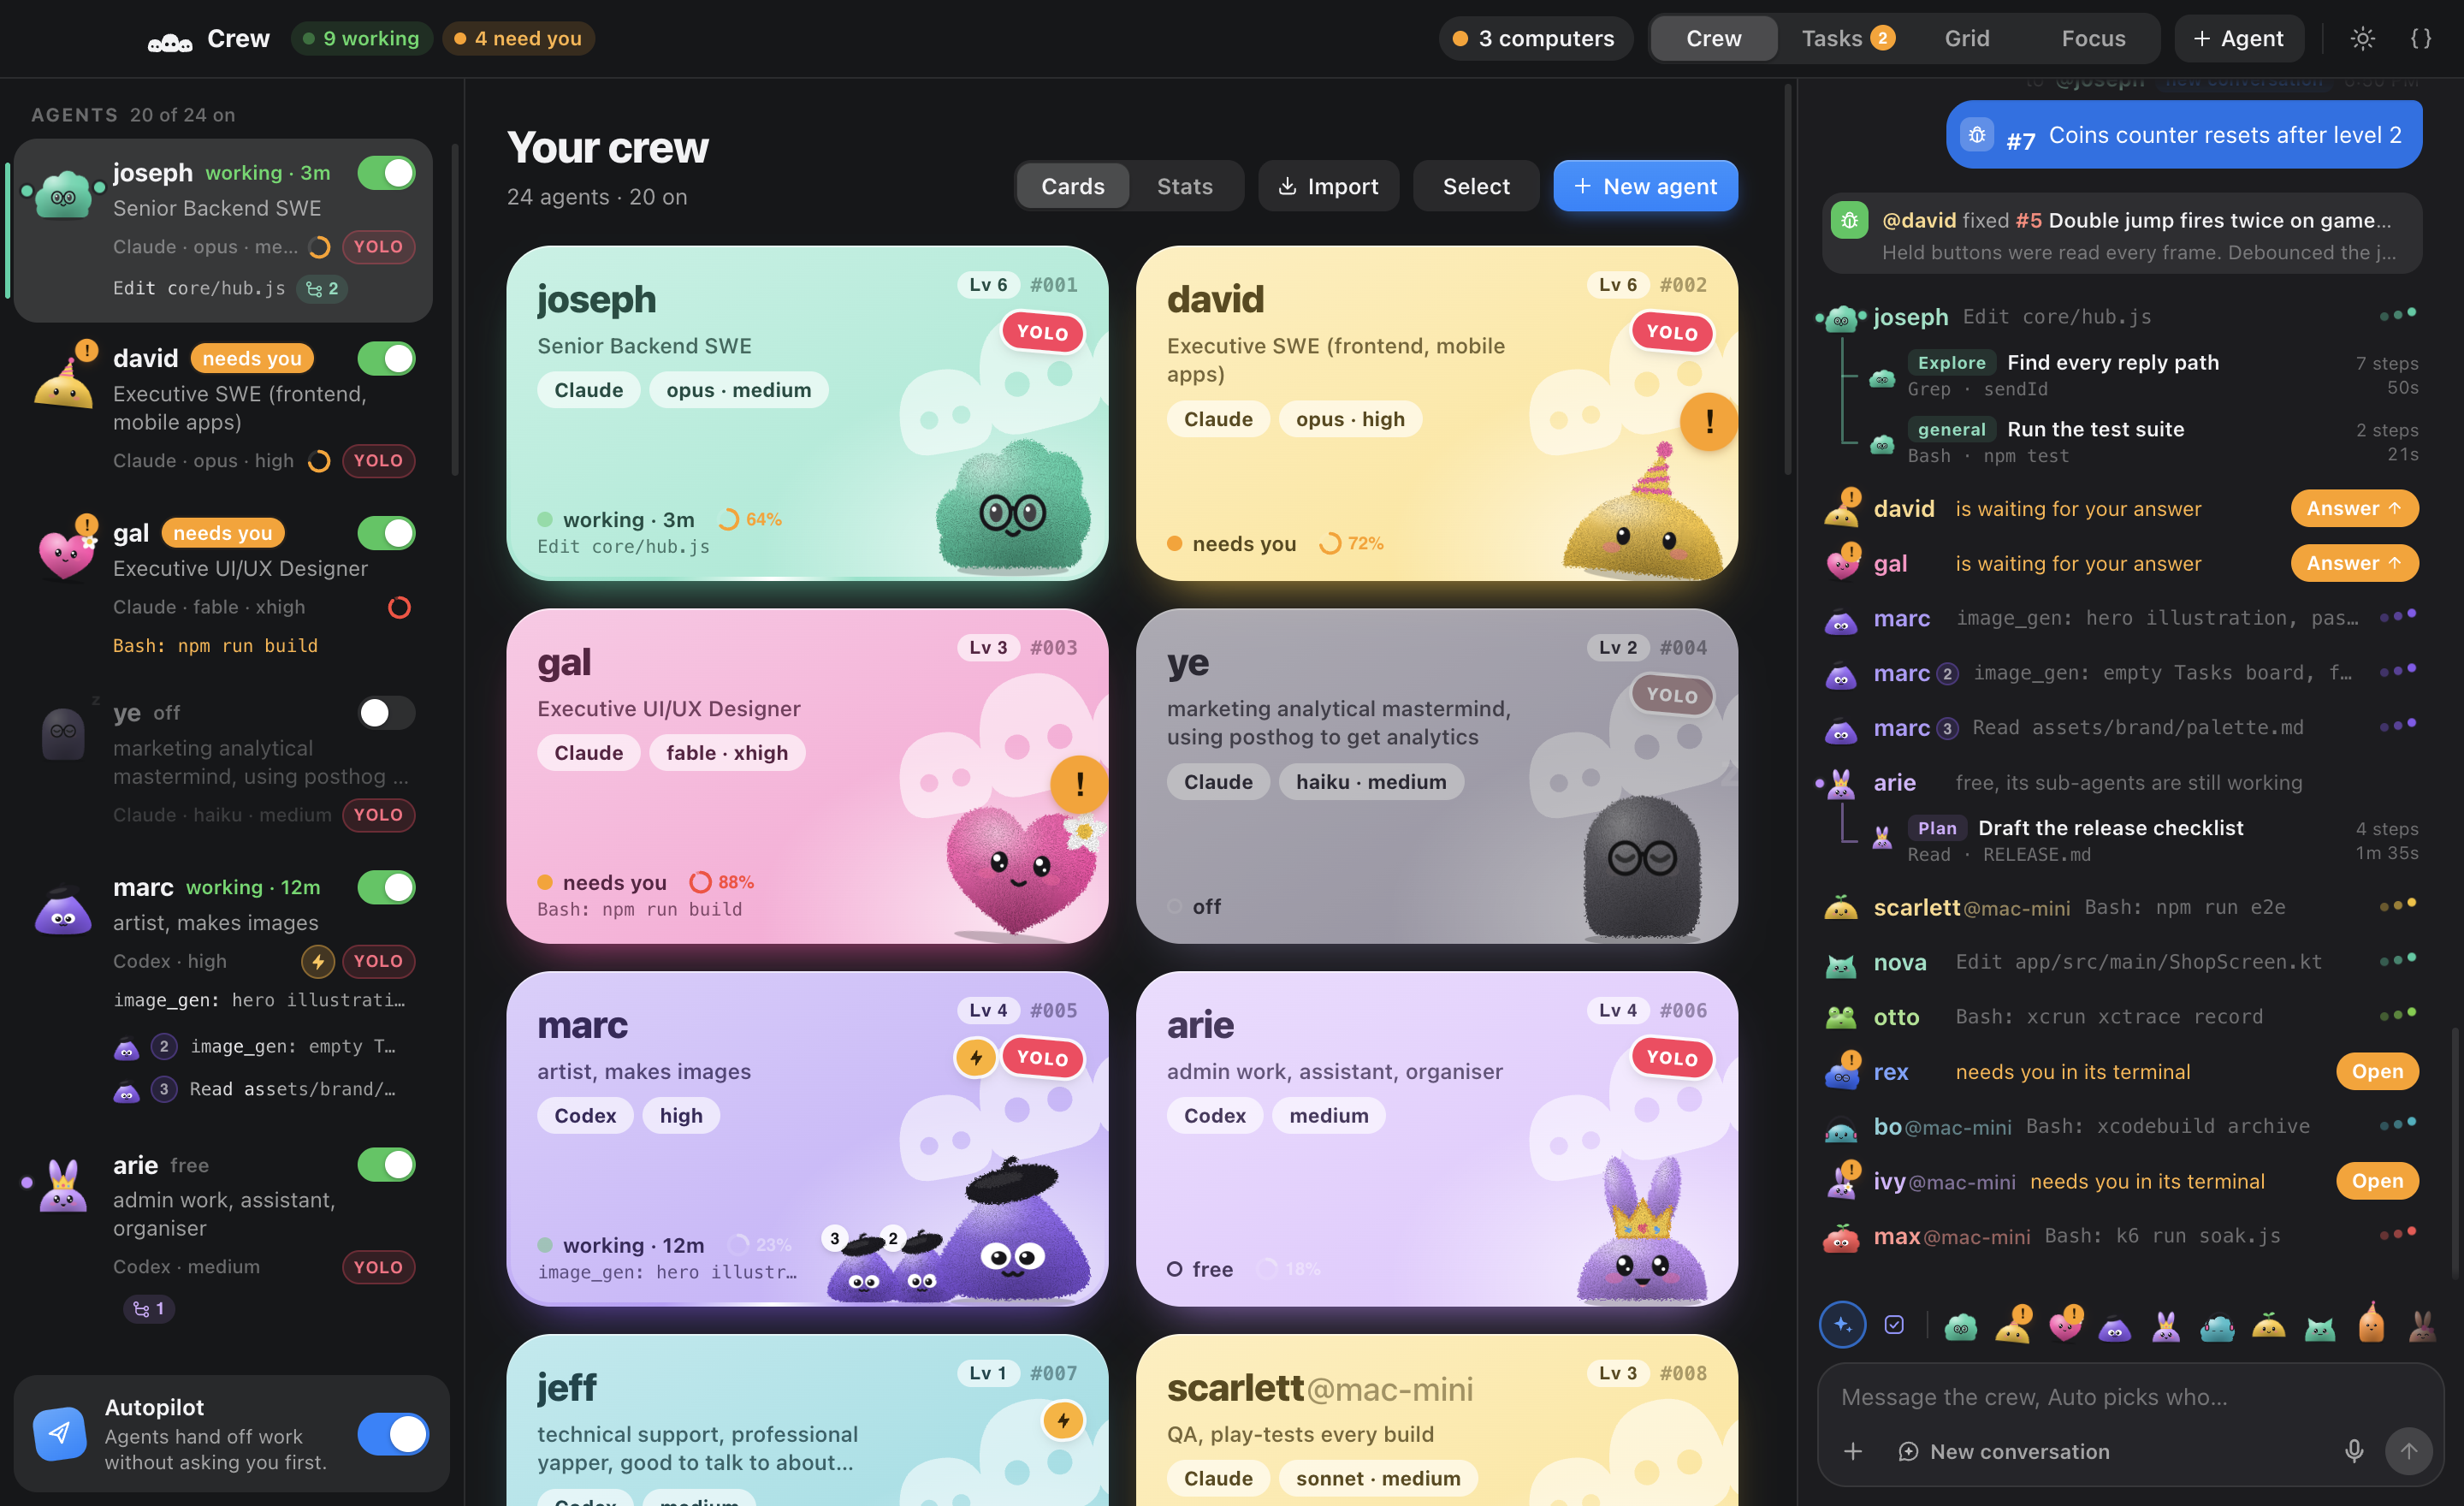 Crew
9 working
4 need you
3 computers
Crew
Tasks 2
Grid
Focus
+ Agent
{ }
AGENTS 20 of 24 on
joseph working · 3m
Senior Backend SWE
Claude · opus · me...
YOLO
Edit core/hub.js 2
! david needs you
Executive SWE (frontend,
mobile apps)
Claude · opus · high YOLO
! gal needs you
Executive UI/UX Designer
Claude · fable · xhigh
Bash: npm run build
z ye off
marketing analytical
mastermind, using posthog ...
Claude · haiku · medium YOLO
marc working · 12m
artist, makes images
Codex · high YOLO
image_gen: hero illustrati...
2 image_gen: empty T...
3 Read assets/brand/...
arie free
admin work, assistant,
organiser
Codex · medium YOLO
1
Autopilot
Agents hand off work
without asking you first.
Your crew
24 agents · 20 on
Cards
Stats
Import
Select
+ New agent
joseph Lv 6 #001
YOLO
Senior Backend SWE
Claude opus · medium
working · 3m 64%
Edit core/hub.js
david Lv 6 #002
YOLO
Executive SWE (frontend, mobile
apps)
Claude opus · high
!
needs you 72%
gal Lv 3 #003
Executive UI/UX Designer
Claude fable · xhigh
!
needs you 88%
Bash: npm run build
ye Lv 2 #004
YOLO
marketing analytical mastermind,
using posthog to get analytics
Claude haiku · medium
off
marc Lv 4 #005
YOLO
artist, makes images
Codex high
3 2
working · 12m 23%
image_gen: hero illustr...
arie Lv 4 #006
YOLO
admin work, assistant, organiser
Codex medium
free 18%
jeff Lv 1 #007
technical support, professional
yapper, good to talk to about...
Codex medium
scarlett@mac-mini Lv 3 #008
QA, play-tests every build
Claude sonnet · medium
to @joseph new conversation
#7 Coins counter resets after level 2
@david fixed #5 Double jump fires twice on game...
Held buttons were read every frame. Debounced the j...
joseph Edit core/hub.js
Explore Find every reply path 7 steps
Grep · sendId 50s
general Run the test suite 2 steps
Bash · npm test 21s
! david is waiting for your answer Answer ↑
! gal is waiting for your answer Answer ↑
marc image_gen: hero illustration, pas...
marc 2 image_gen: empty Tasks board, f...
marc 3 Read assets/brand/palette.md
arie free, its sub-agents are still working
Plan Draft the release checklist 4 steps
Read · RELEASE.md 1m 35s
scarlett@mac-mini Bash: npm run e2e
nova Edit app/src/main/ShopScreen.kt
otto Bash: xcrun xctrace record
! rex needs you in its terminal Open
bo@mac-mini Bash: xcodebuild archive
! ivy@mac-mini needs you in its terminal Open
max@mac-mini Bash: k6 run soak.js
! !
Message the crew, Auto picks who...
+ New conversation